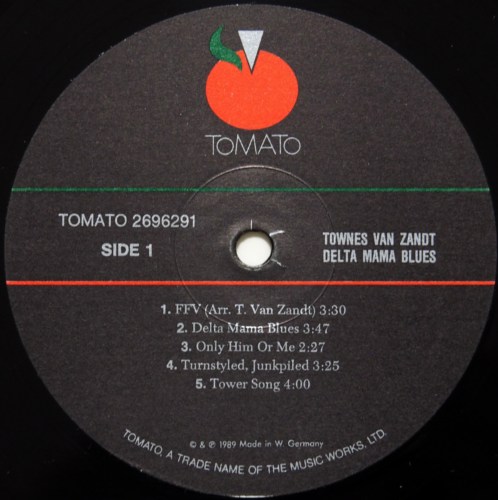 TOMATO
TOMATO 2696291
SIDE 1
TOWNES VAN ZANDT
DELTA MAMA BLUES
1. FFV (Arr. T. Van Zandt) 3:30
2. Delta Mama Blues 3:47
3. Only Him Or Me 2:27
4. Turnstyled, Junkpiled 3:25
5. Tower Song 4:00
© & ℗ 1989 Made in W. Germany
TOMATO, A TRADE NAME OF THE MUSIC WORKS, LTD.